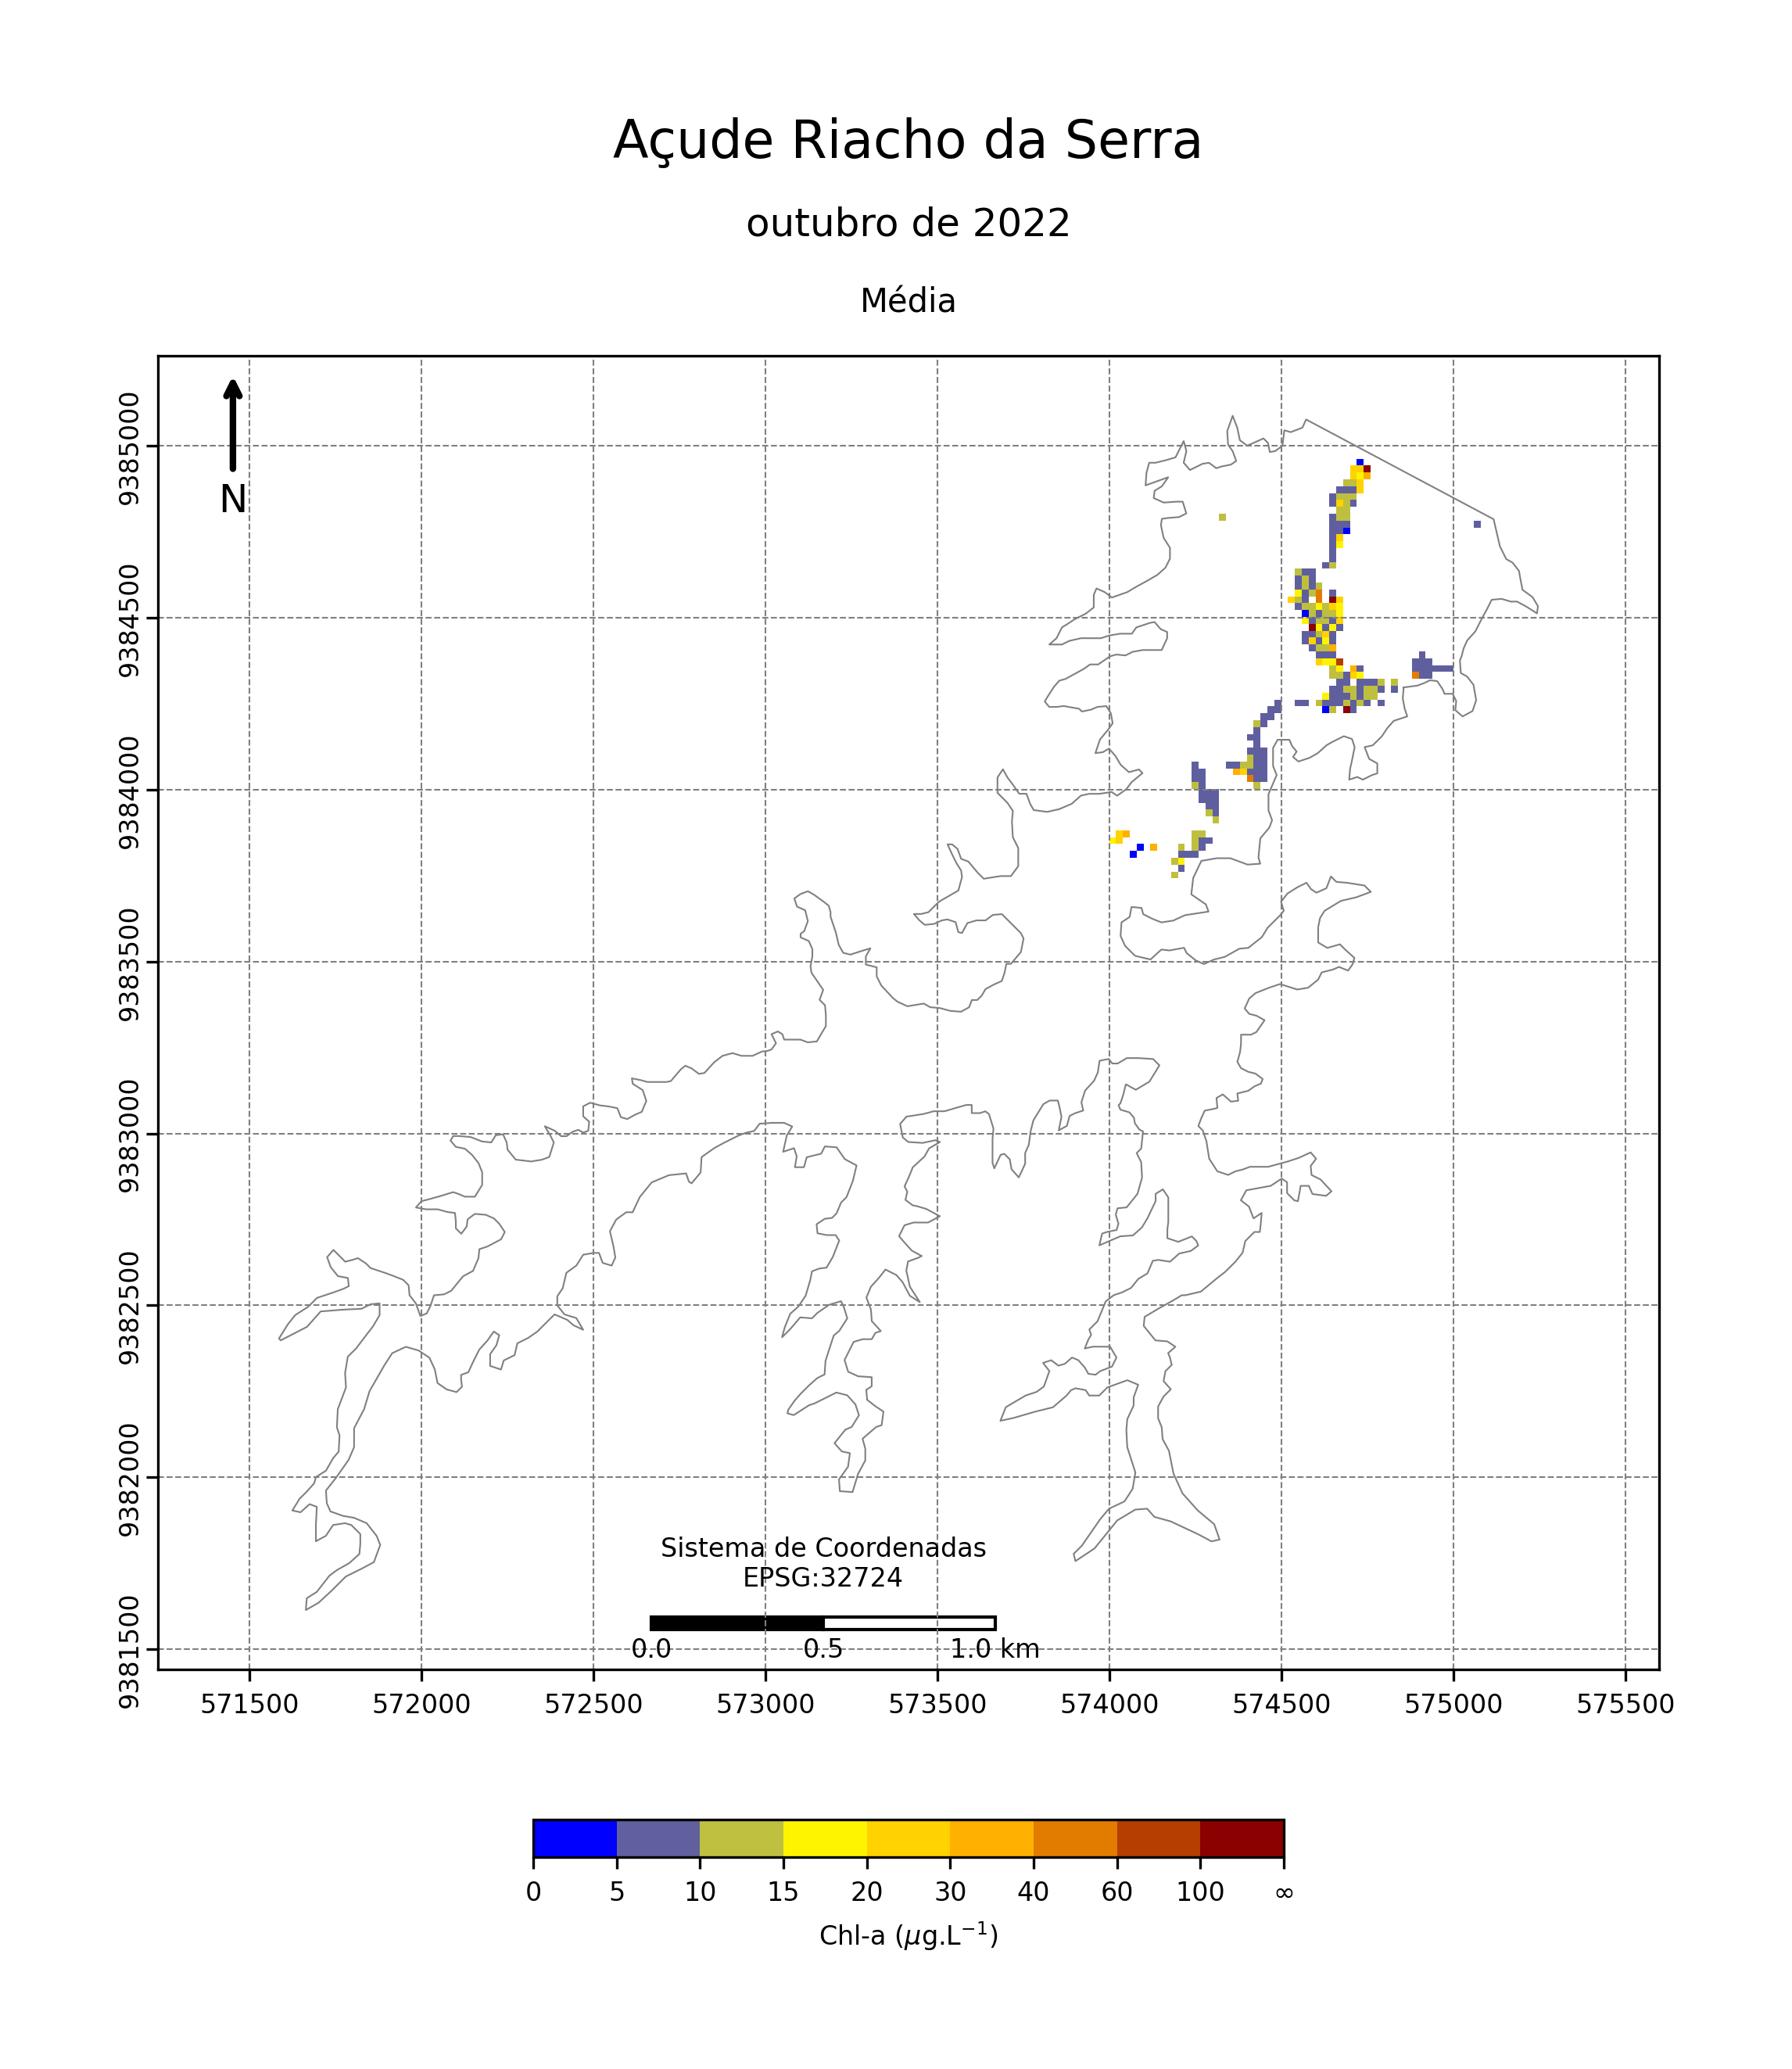 Açude Riacho da Serra
outubro de 2022
Média
N
9385000
9384500
9384000
9383500
9383000
9382500
9382000
9381500
Sistema de Coordenadas
EPSG:32724
0.0 0.5 1.0 km
571500 572000 572500 573000 573500 574000 574500 575000 575500
0 5 10 15 20 30 40 60 100 ∞
Chl-a (μg.L⁻¹)